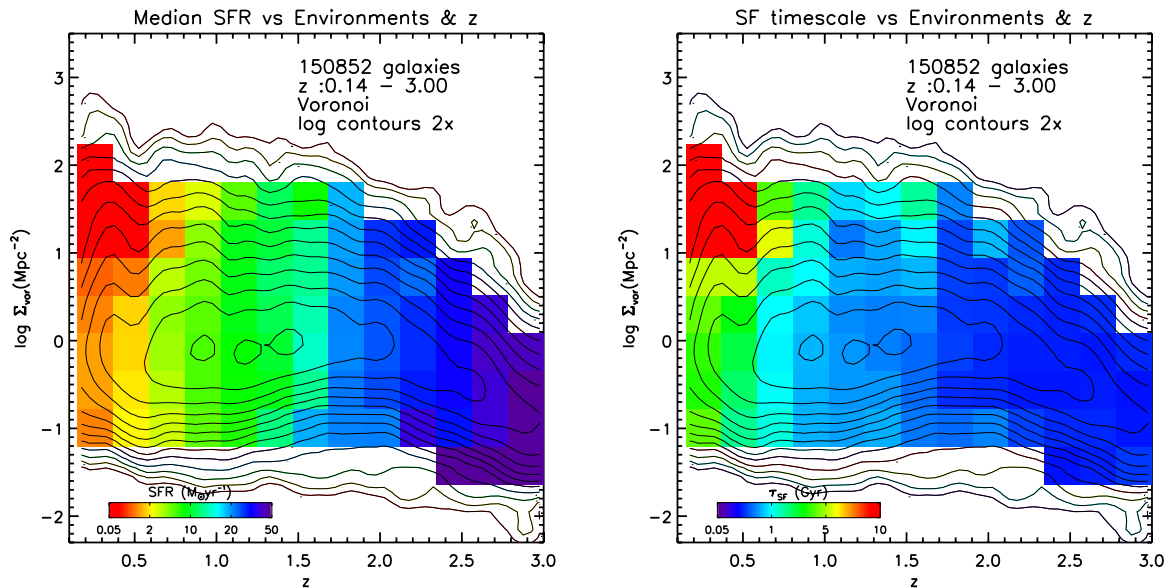 Median SFR vs Environments & z
150852 galaxies
z :0.14 – 3.00
Voronoi
log contours 2x
log Σvor(Mpc⁻²)
3
2
1
0
−1
−2
SFR (M⊙yr⁻¹)
0.05 2 10 20 50
0.5 1.0 1.5 2.0 2.5 3.0
z
SF timescale vs Environments & z
150852 galaxies
z :0.14 – 3.00
Voronoi
log contours 2x
log Σvor(Mpc⁻²)
3
2
1
0
−1
−2
τSF (Gyr)
0.05 1 5 10
0.5 1.0 1.5 2.0 2.5 3.0
z